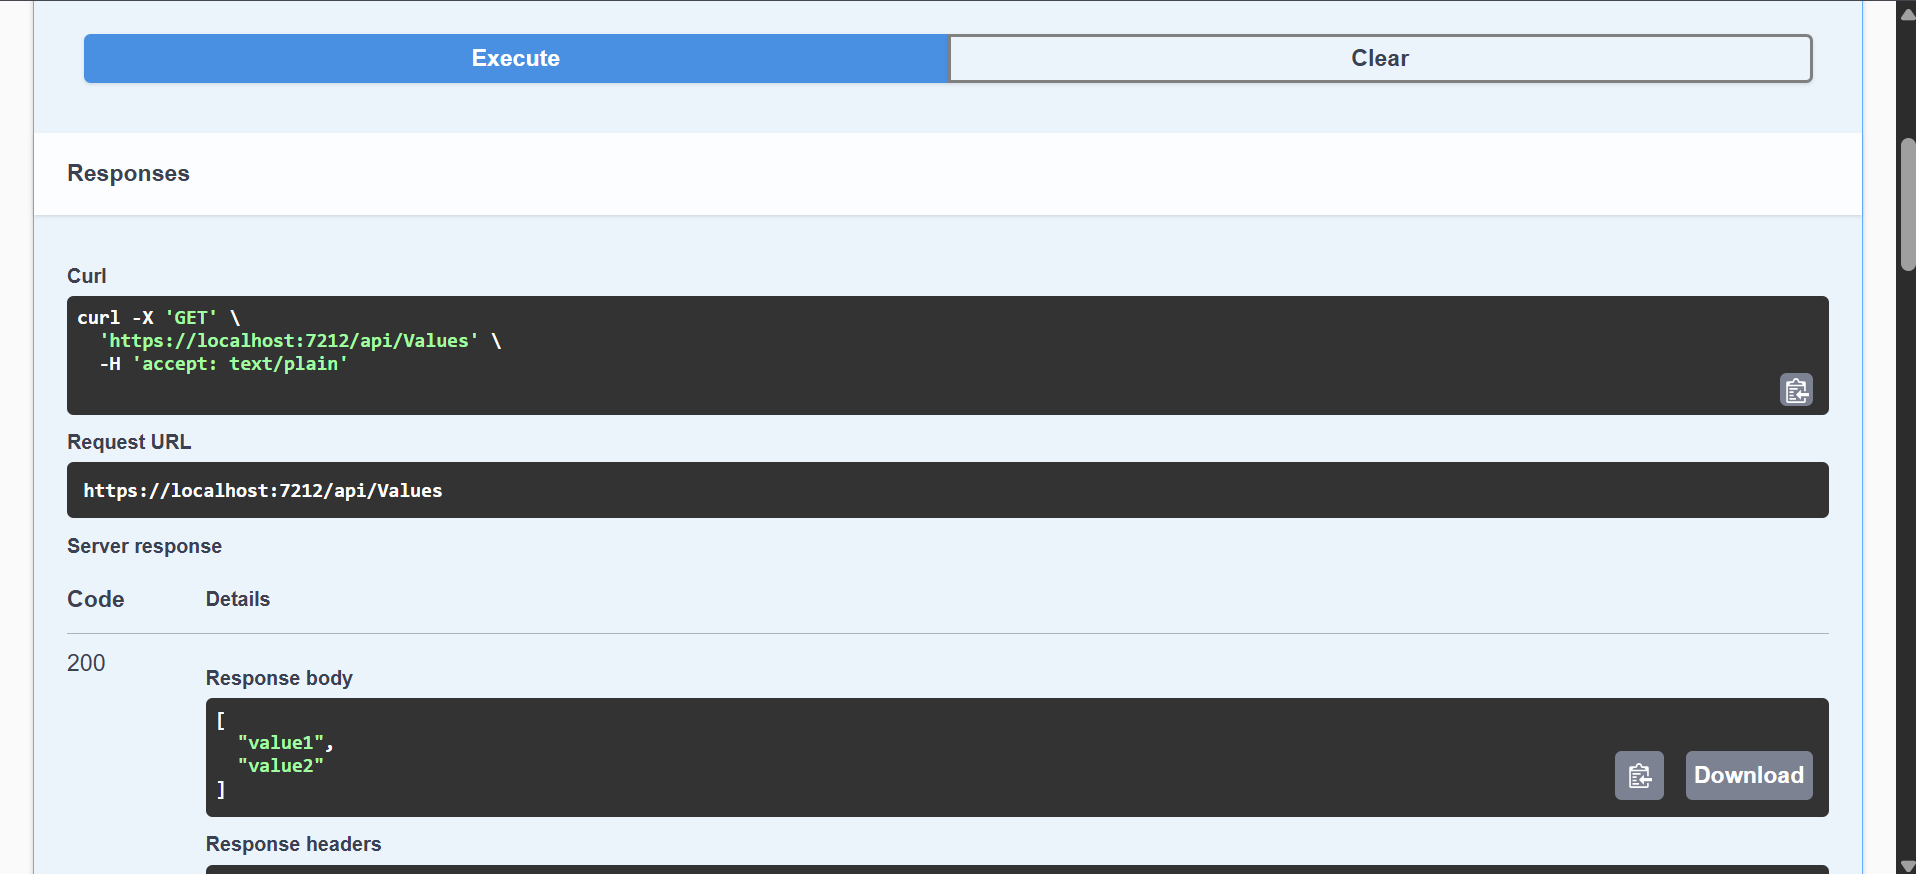 Execute
Clear
Responses
Curl
curl -X 'GET' \
  'https://localhost:7212/api/Values' \
  -H 'accept: text/plain'
Request URL
https://localhost:7212/api/Values
Server response
Code
Details
200
Response body
[
  "value1",
  "value2"
]
Download
Response headers